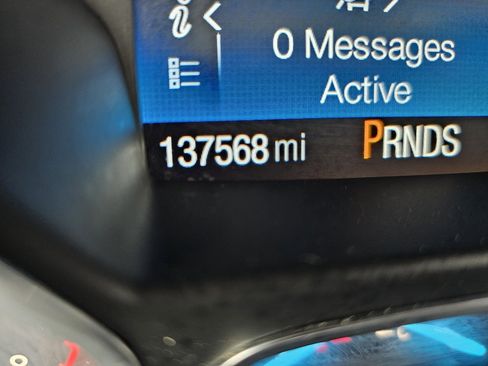 0 Messages
Active
137568 mi PRNDS